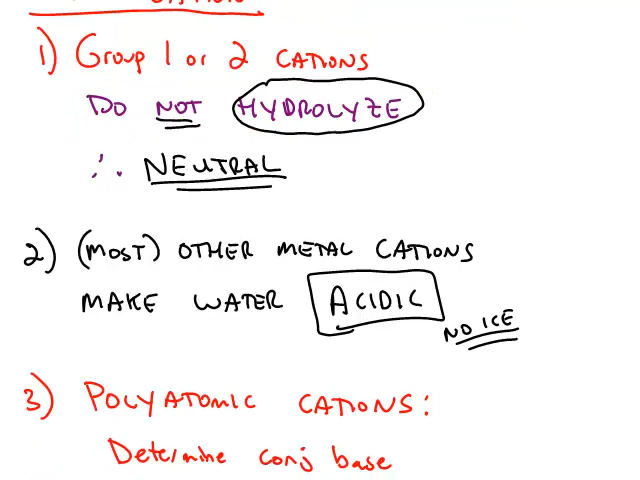 1) Group 1 or 2 CATIONS
DO NOT HYDROLYZE
∴ NEUTRAL
2) (MOST) OTHER METAL CATIONS
MAKE WATER ACIDIC
NO ICE
3) POLYATOMIC CATIONS:
Determine conj base